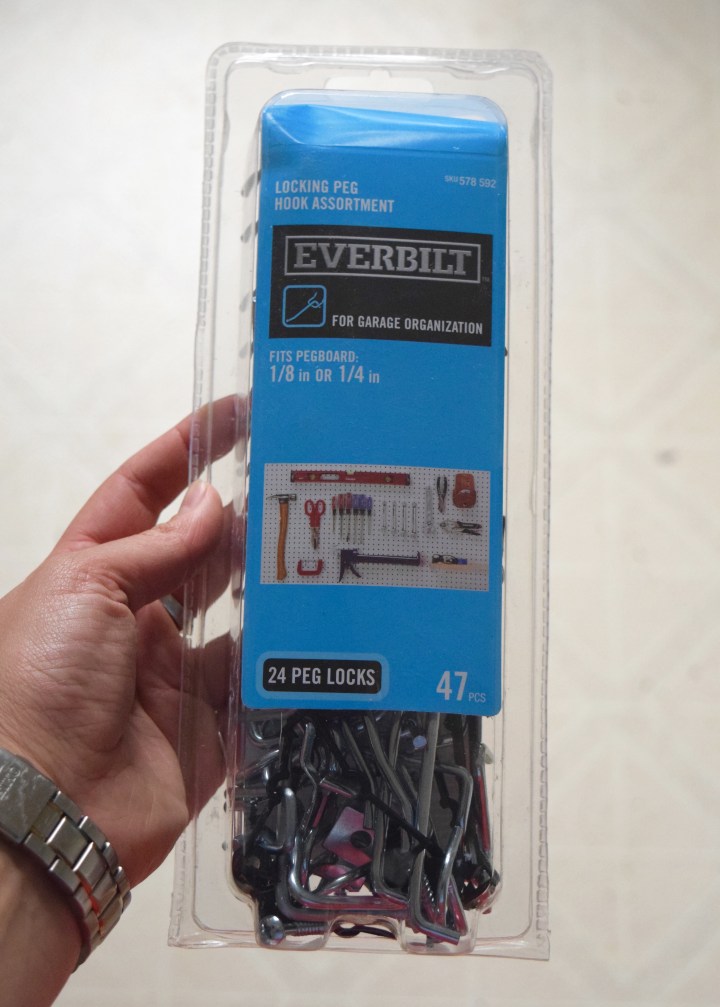 LOCKING PEG
HOOK ASSORTMENT
SKU# 578 592
EVERBILT
FOR GARAGE ORGANIZATION
FITS PEGBOARD:
1/8 in OR 1/4 in
24 PEG LOCKS
47 PCS